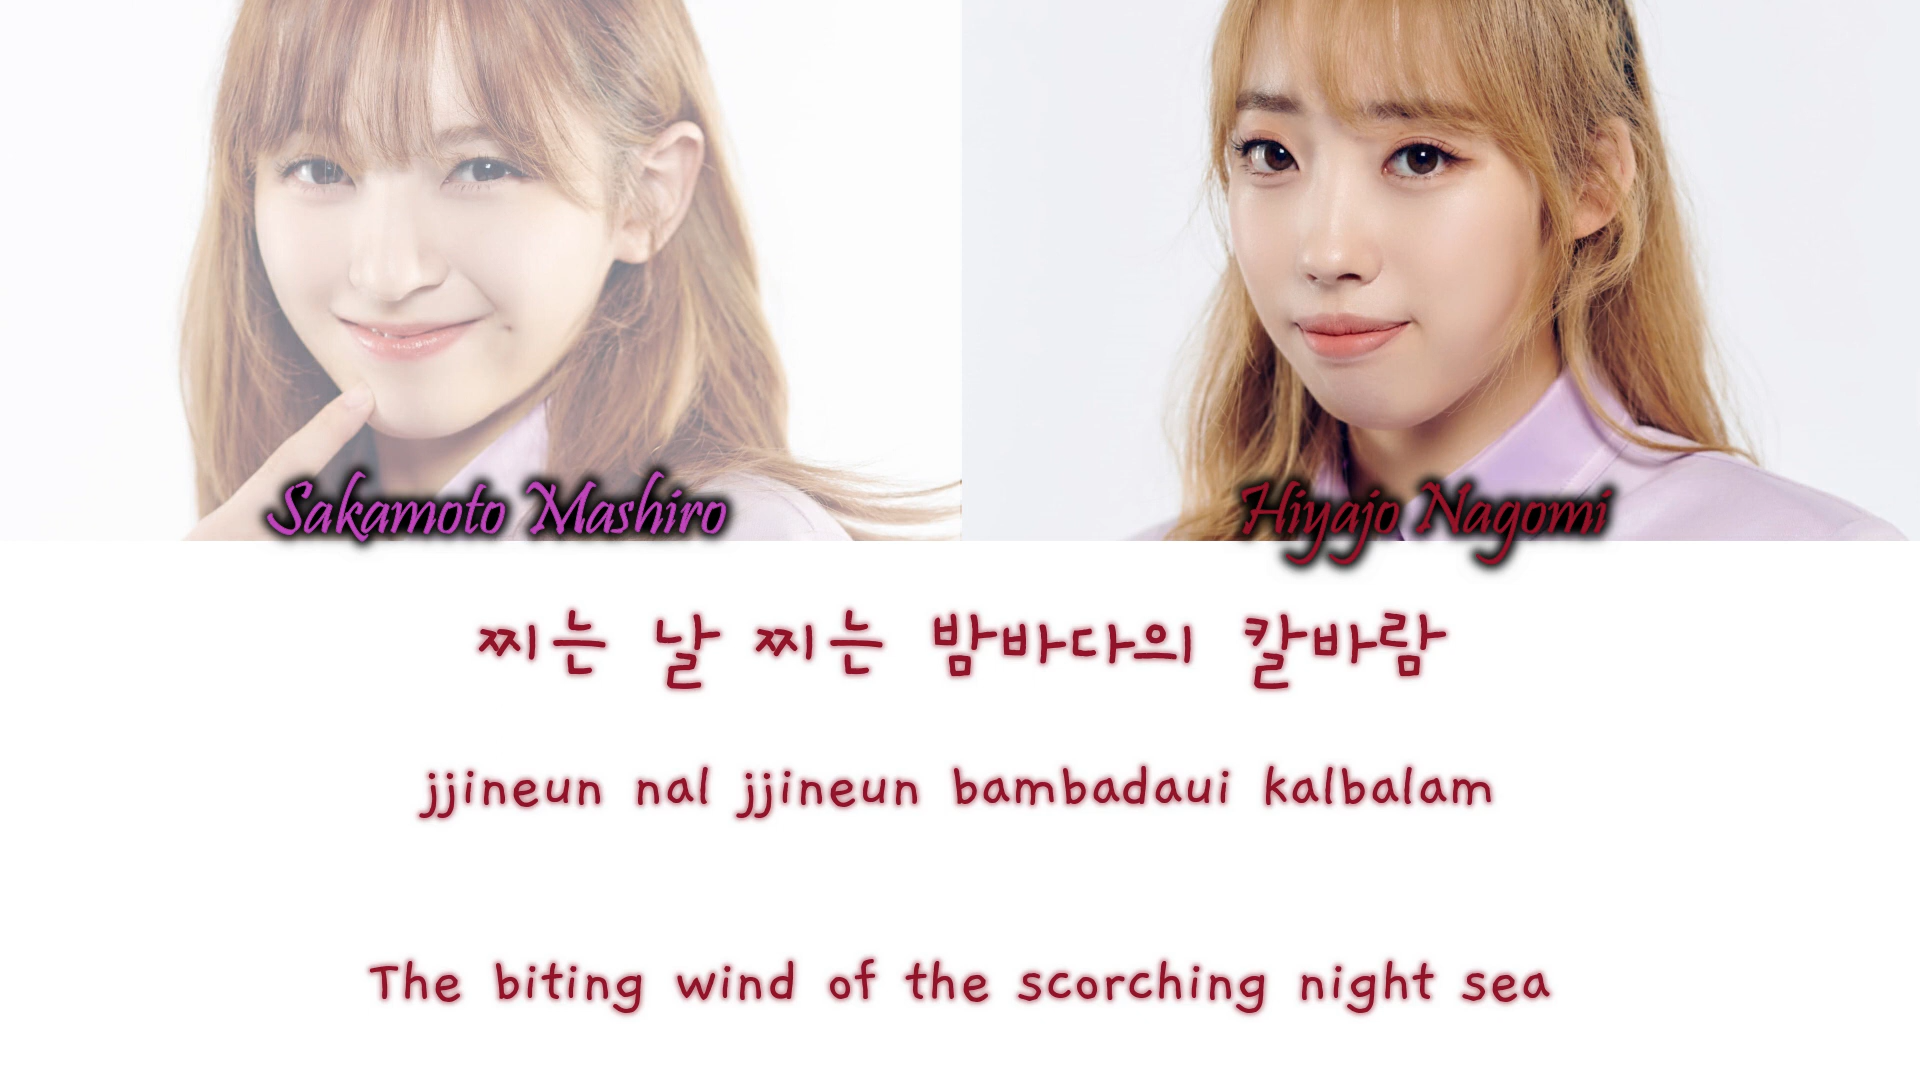 Sakamoto Mashiro
Hiyajo Nagomi
찌는 날 찌는 밤바다의 칼바람
jjineun nal jjineun bambadaui kalbalam
The biting wind of the scorching night sea